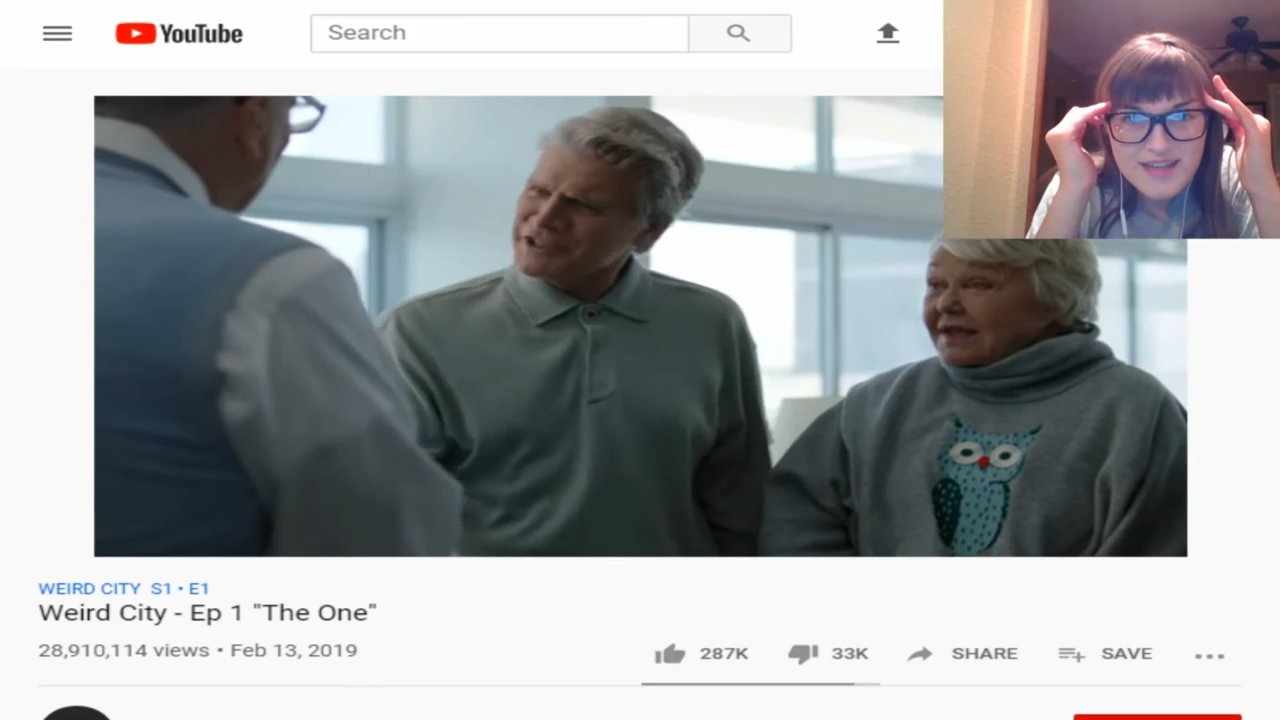 YouTube
Search
WEIRD CITY S1 • E1
Weird City - Ep 1 "The One"
28,910,114 views • Feb 13, 2019
287K
33K
SHARE
SAVE